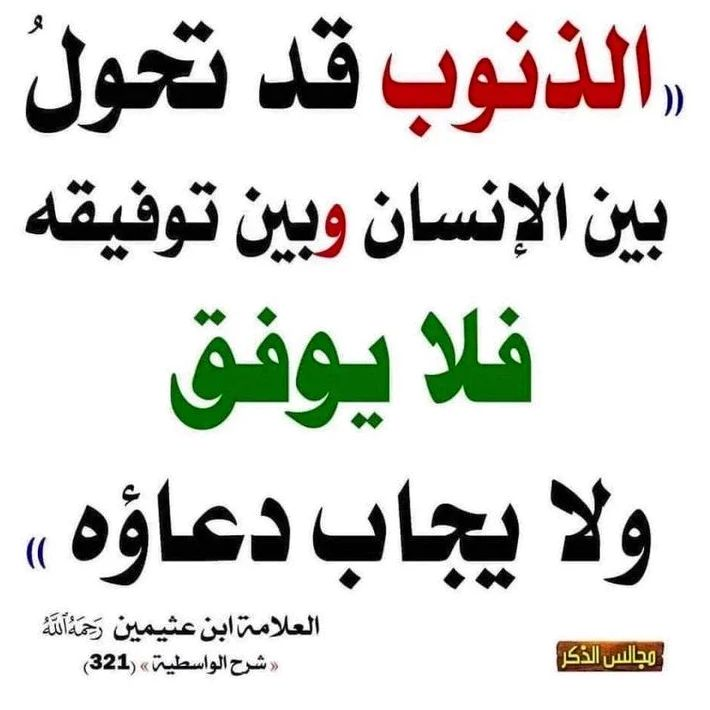 (( الذنوب قد تحولُ
بين الإنسان وبين توفيقه
فلا يوفق
ولا يجاب دعاؤه ))
العلامة ابن عثيمين رَحِمَهُ ٱللَّهُ
« شرح الواسطية » (321)
مجالس الذكر